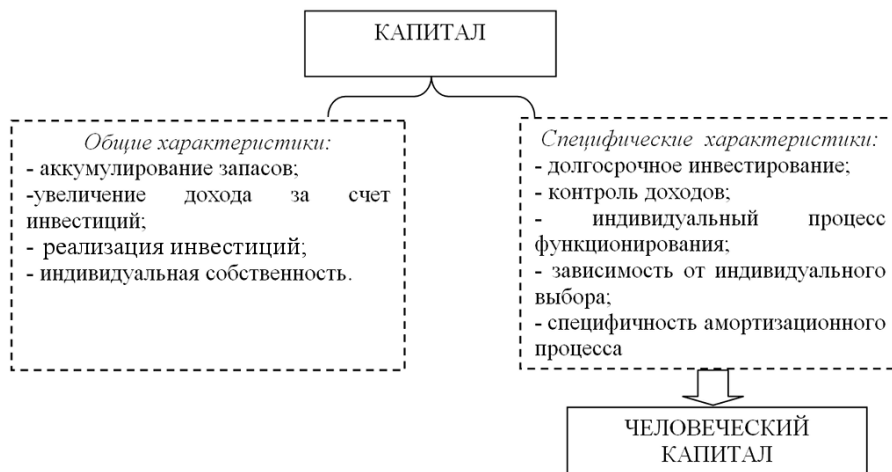 КАПИТАЛ
Общие характеристики:
- аккумулирование запасов;
-увеличение дохода за счет
инвестиций;
- реализация инвестиций;
- индивидуальная собственность.
Специфические характеристики:
- долгосрочное инвестирование;
- контроль доходов;
- индивидуальный процесс
функционирования;
- зависимость от индивидуального
выбора;
- специфичность амортизационного
процесса
ЧЕЛОВЕЧЕСКИЙ
КАПИТАЛ